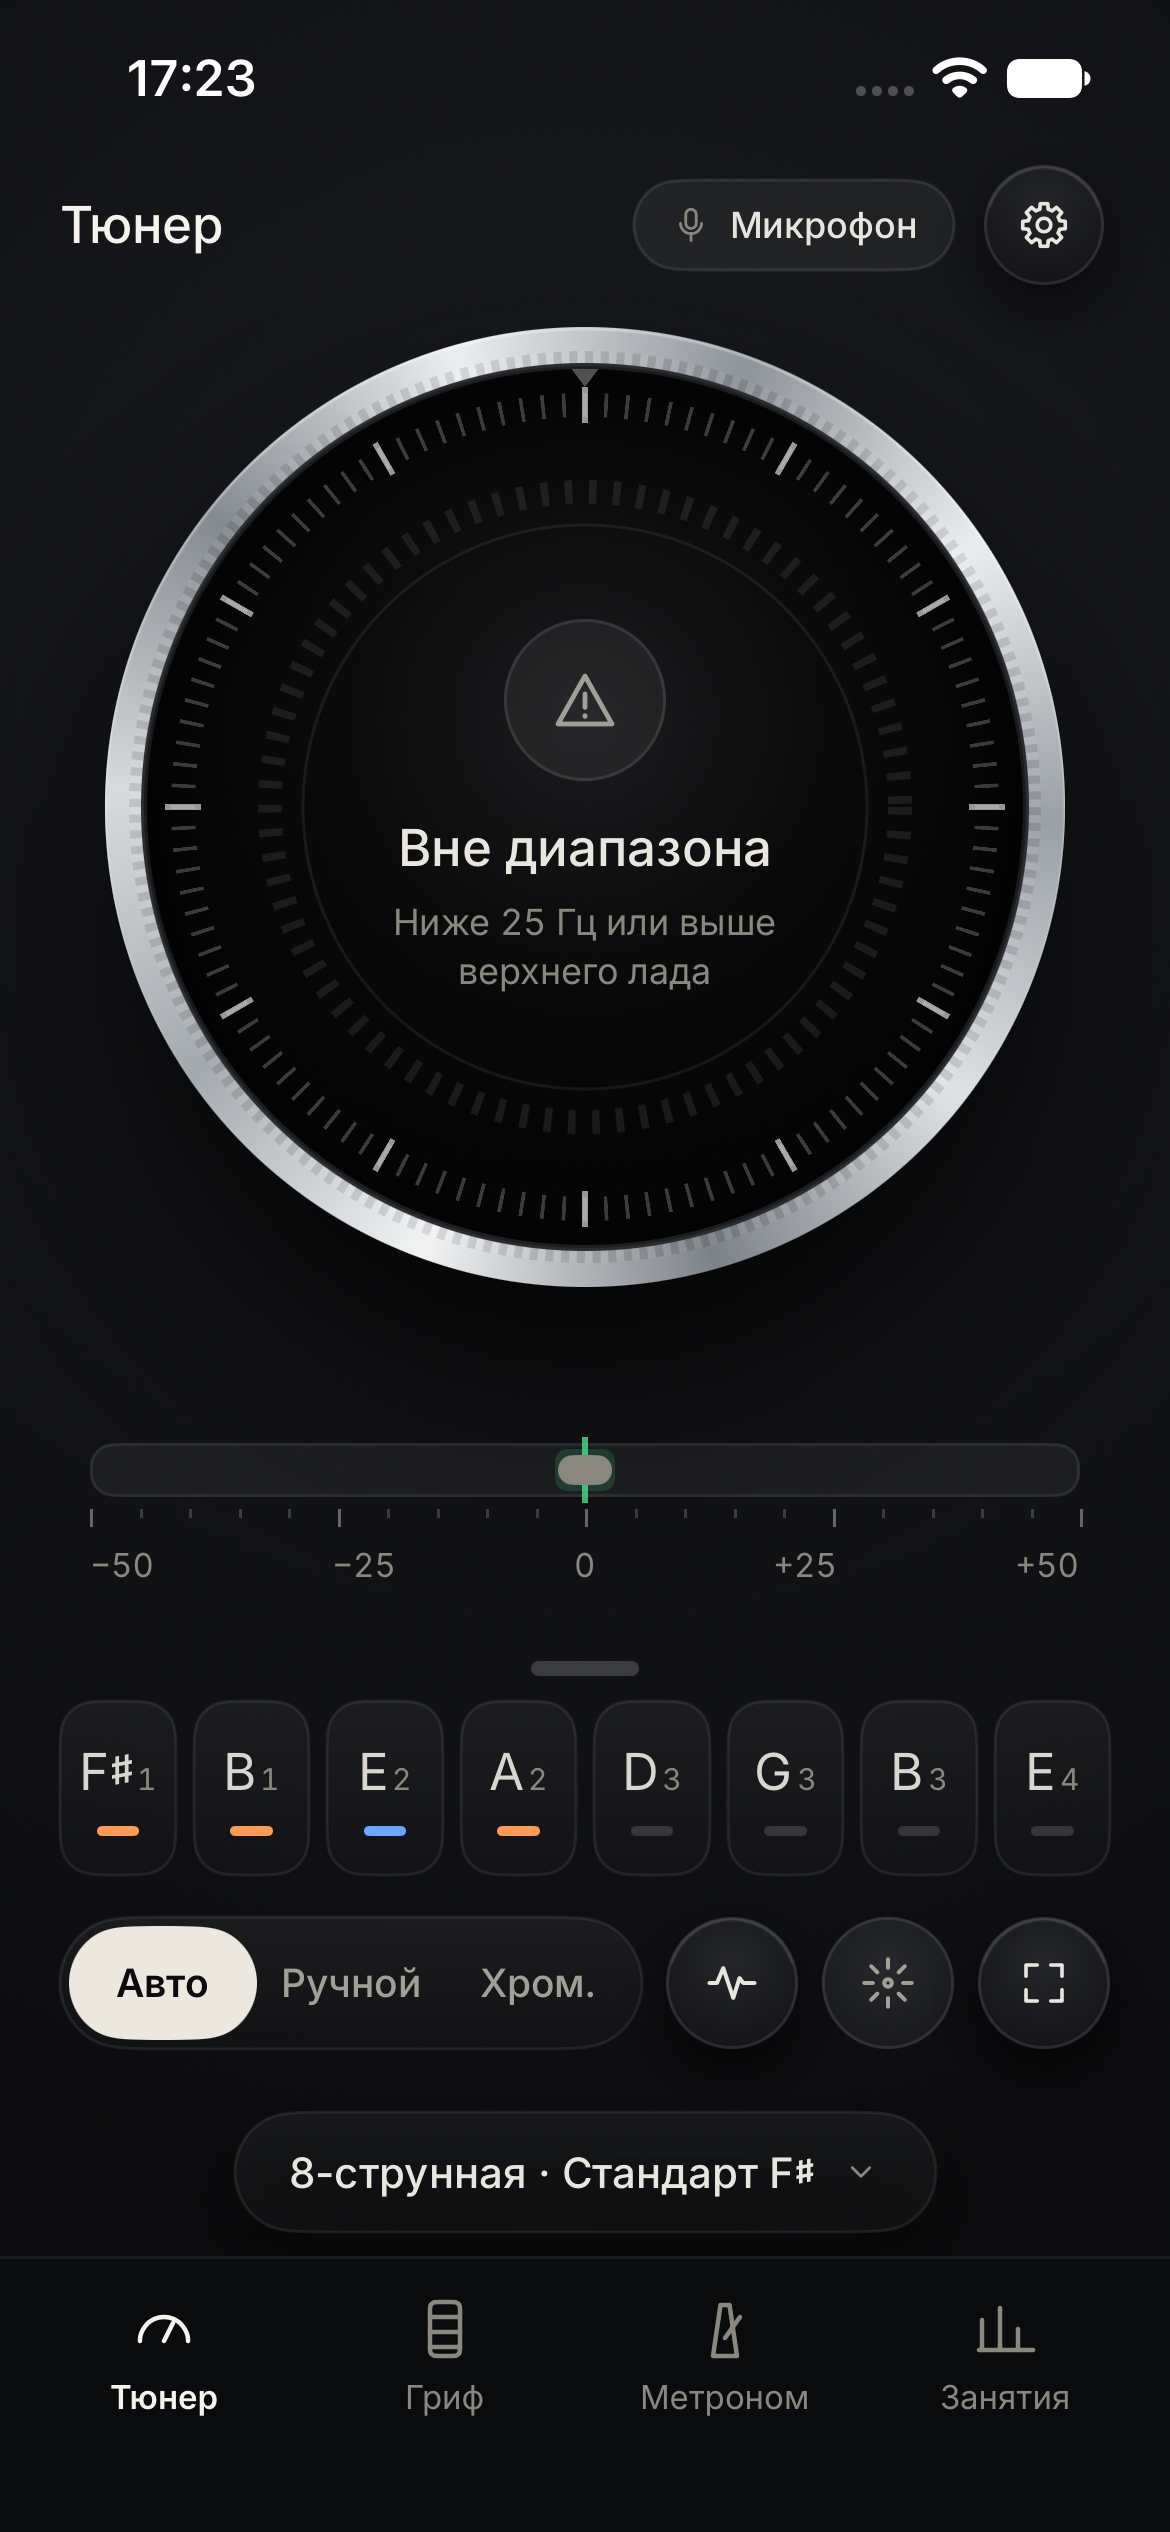 17:23
Тюнер
Микрофон
Вне диапазона
Ниже 25 Гц или выше
верхнего лада
−50 −25 0 +25 +50
F♯1 B1 E2 A2 D3 G3 B3 E4
Авто Ручной Хром.
8-струнная · Стандарт F♯
Тюнер Гриф Метроном Занятия